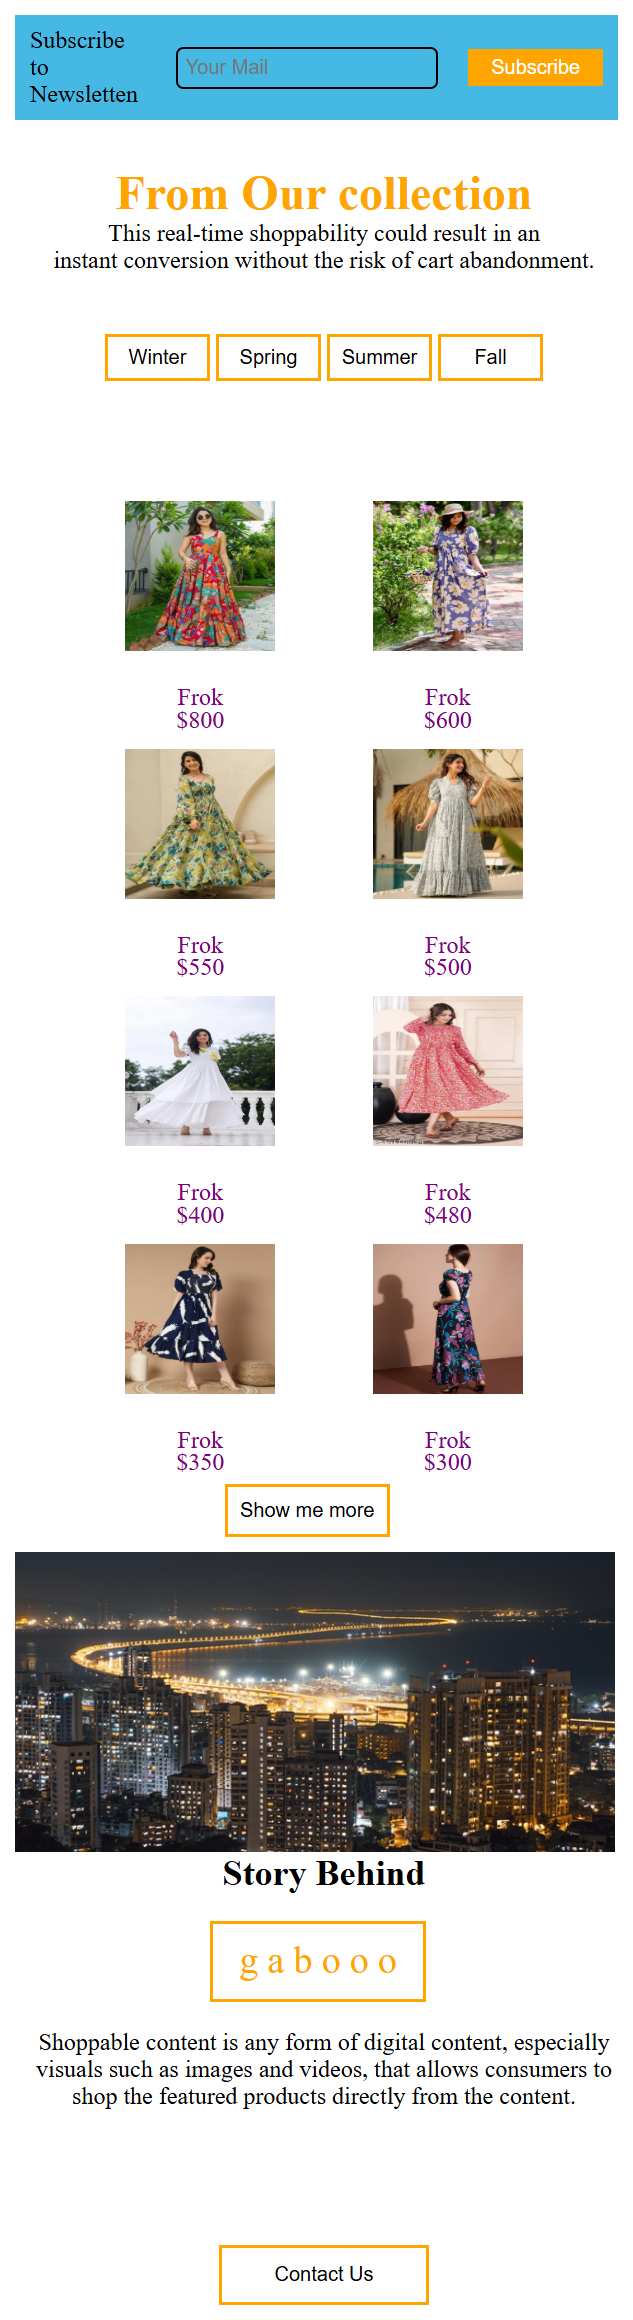 Subscribe
to
Newsletten
Your Mail
Subscribe
From Our collection
This real-time shoppability could result in an
instant conversion without the risk of cart abandonment.
Winter
Spring
Summer
Fall
Frok
$800
Frok
$600
Frok
$550
Frok
$500
Frok
$400
Frok
$480
Frok
$350
Frok
$300
Show me more
Story Behind
g a b o o o
Shoppable content is any form of digital content, especially
visuals such as images and videos, that allows consumers to
shop the featured products directly from the content.
Contact Us